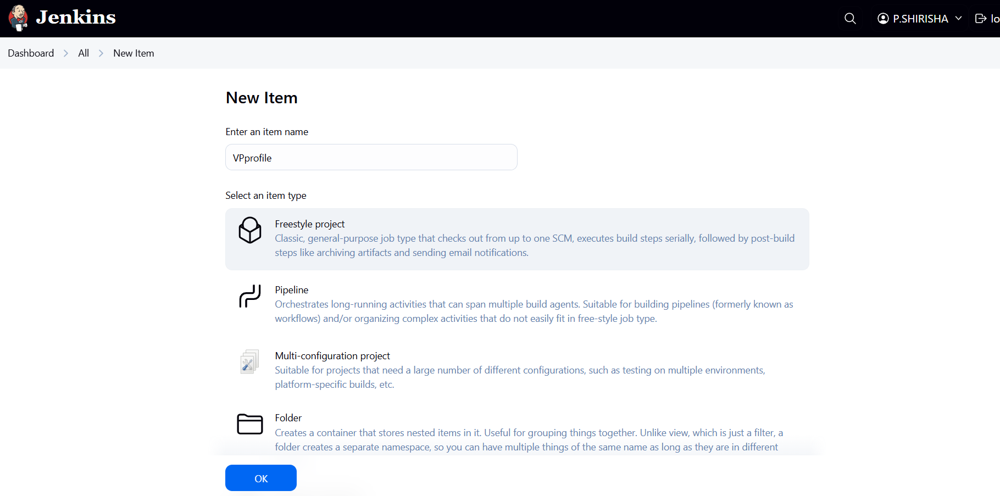 Jenkins
P.SHIRISHA
lo
Dashboard > All > New Item
New Item
Enter an item name
VPprofile
Select an item type
Freestyle project
Classic, general-purpose job type that checks out from up to one SCM, executes build steps serially, followed by post-build
steps like archiving artifacts and sending email notifications.
Pipeline
Orchestrates long-running activities that can span multiple build agents. Suitable for building pipelines (formerly known as
workflows) and/or organizing complex activities that do not easily fit in free-style job type.
Multi-configuration project
Suitable for projects that need a large number of different configurations, such as testing on multiple environments,
platform-specific builds, etc.
Folder
Creates a container that stores nested items in it. Useful for grouping things together. Unlike view, which is just a filter, a
folder creates a separate namespace, so you can have multiple things of the same name as long as they are in different
OK